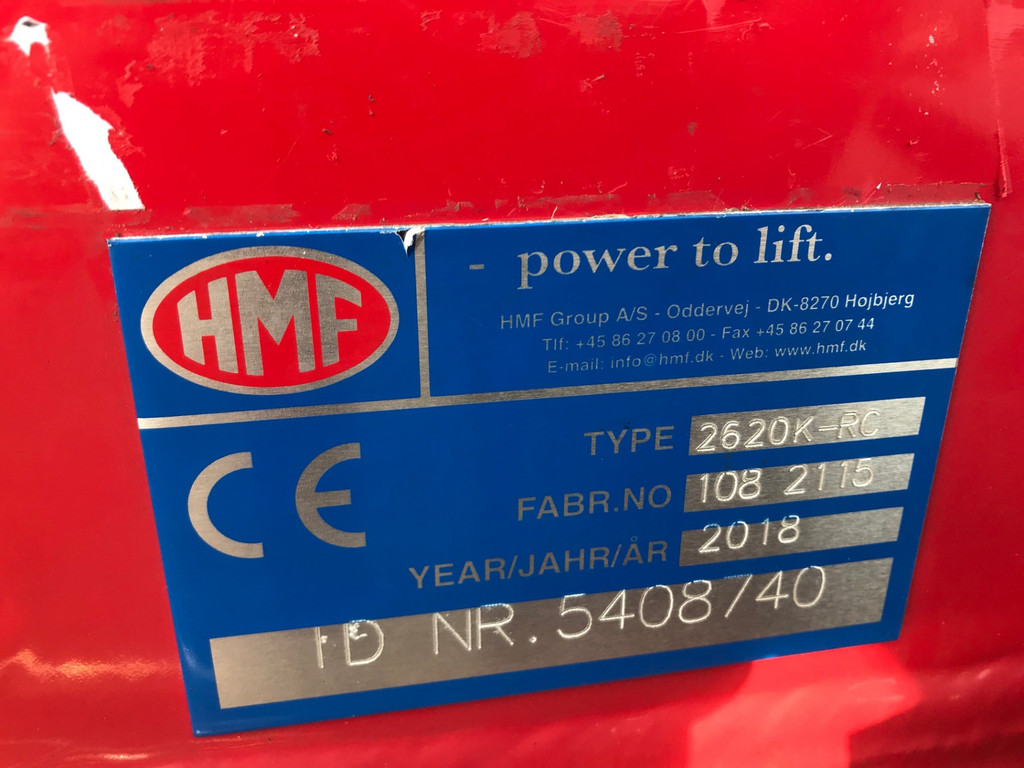 HMF
- power to lift.
HMF Group A/S - Oddervej - DK-8270 Hojbjerg
Tlf: +45 86 27 08 00 - Fax +45 86 27 07 44
E-mail: info@hmf.dk - Web: www.hmf.dk
CE
TYPE 2620K-RC
FABR.NO 108 2115
YEAR/JAHR/ÅR 2018
ID NR. 5408740